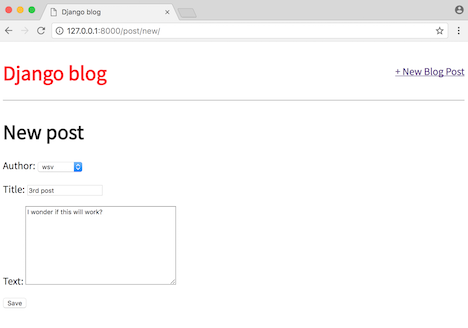 Django blog
127.0.0.1:8000/post/new/
Django blog
+ New Blog Post
New post
Author: wsv
Title: 3rd post
I wonder if this will work?
Text:
Save